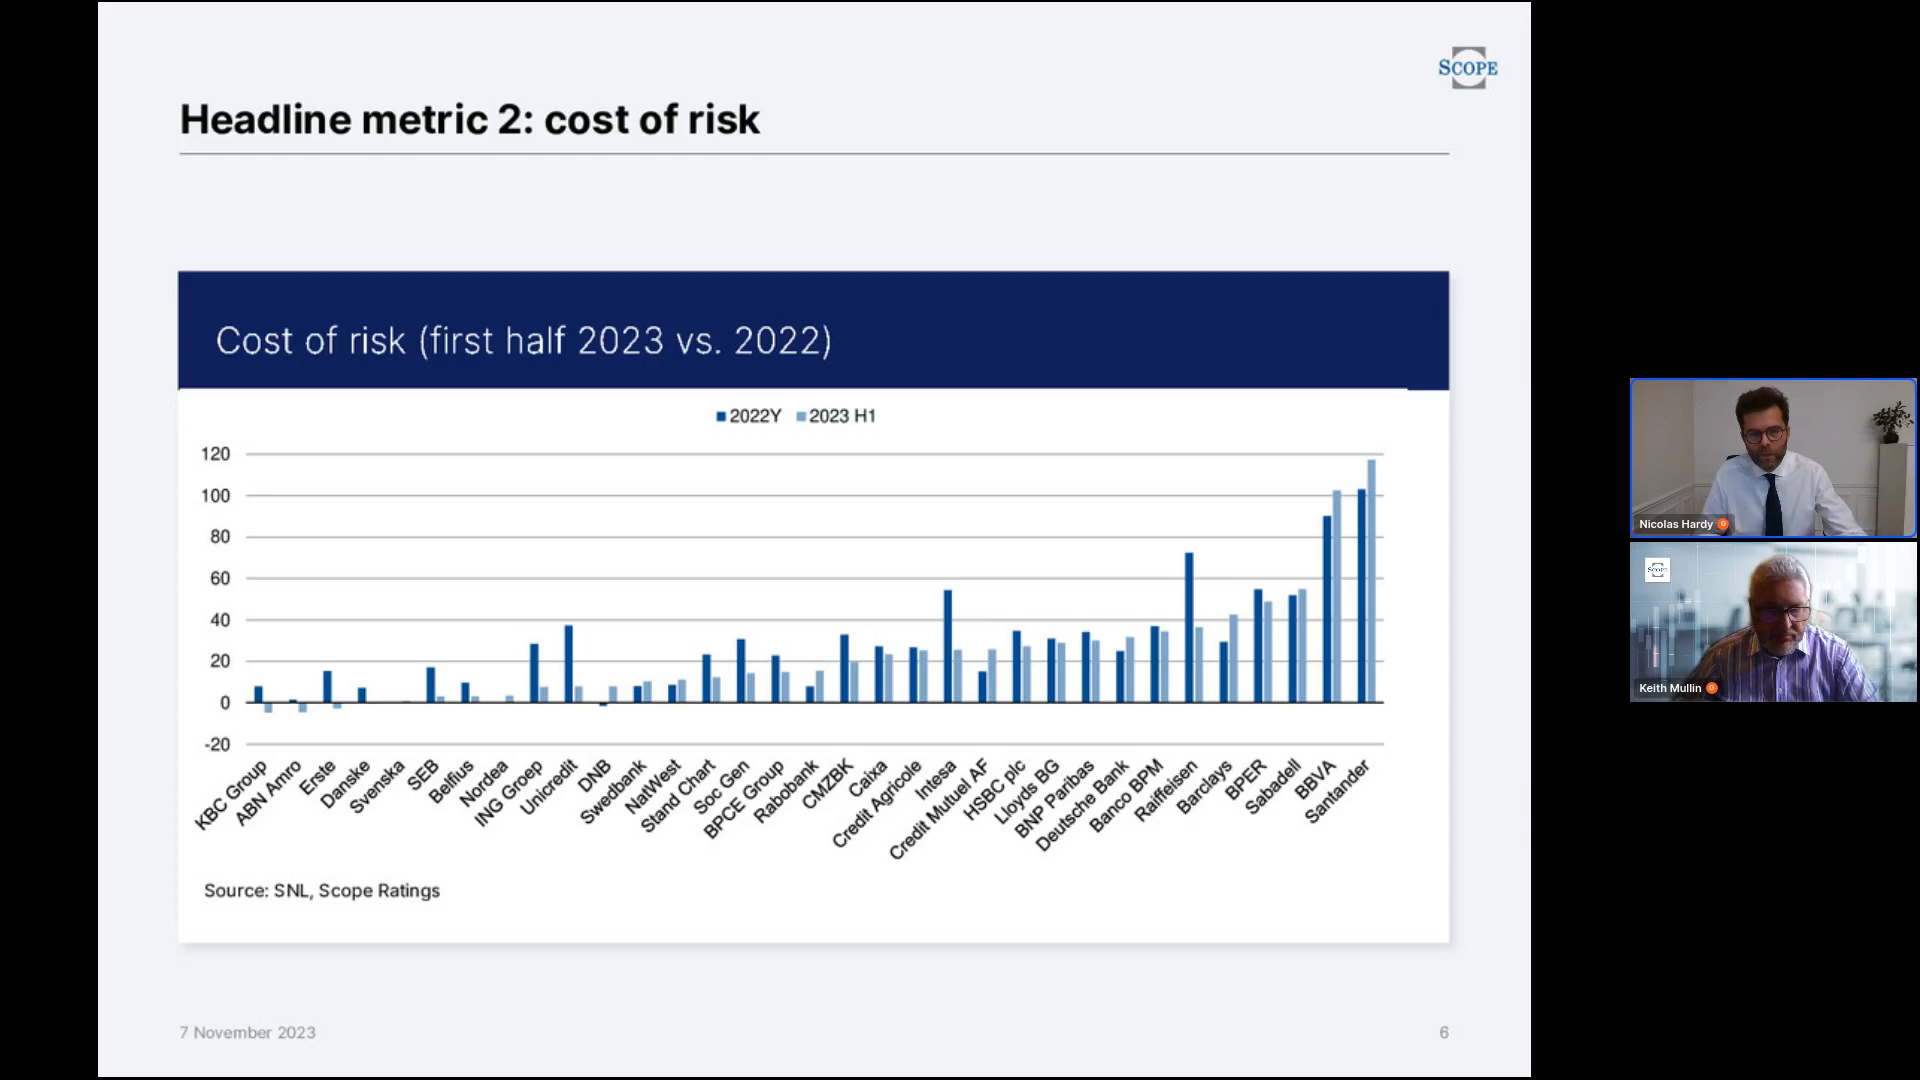 SCOPE
Headline metric 2: cost of risk
Cost of risk (first half 2023 vs. 2022)
2022Y 2023 H1
120
100
80
60
40
20
0
-20
KBC Group
ABN Amro
Erste
Danske
Svenska
SEB
Belfius
Nordea
ING Groep
Unicredit
DNB
Swedbank
NatWest
Stand Chart
Soc Gen
BPCE Group
Rabobank
CMZBK
Caixa
Credit Agricole
Intesa
Credit Mutuel AF
HSBC plc
Lloyds BG
BNP Paribas
Deutsche Bank
Banco BPM
Raiffeisen
Barclays
BPER
Sabadell
BBVA
Santander
Source: SNL, Scope Ratings
7 November 2023
6
Nicolas Hardy
SCOPE
Keith Mullin